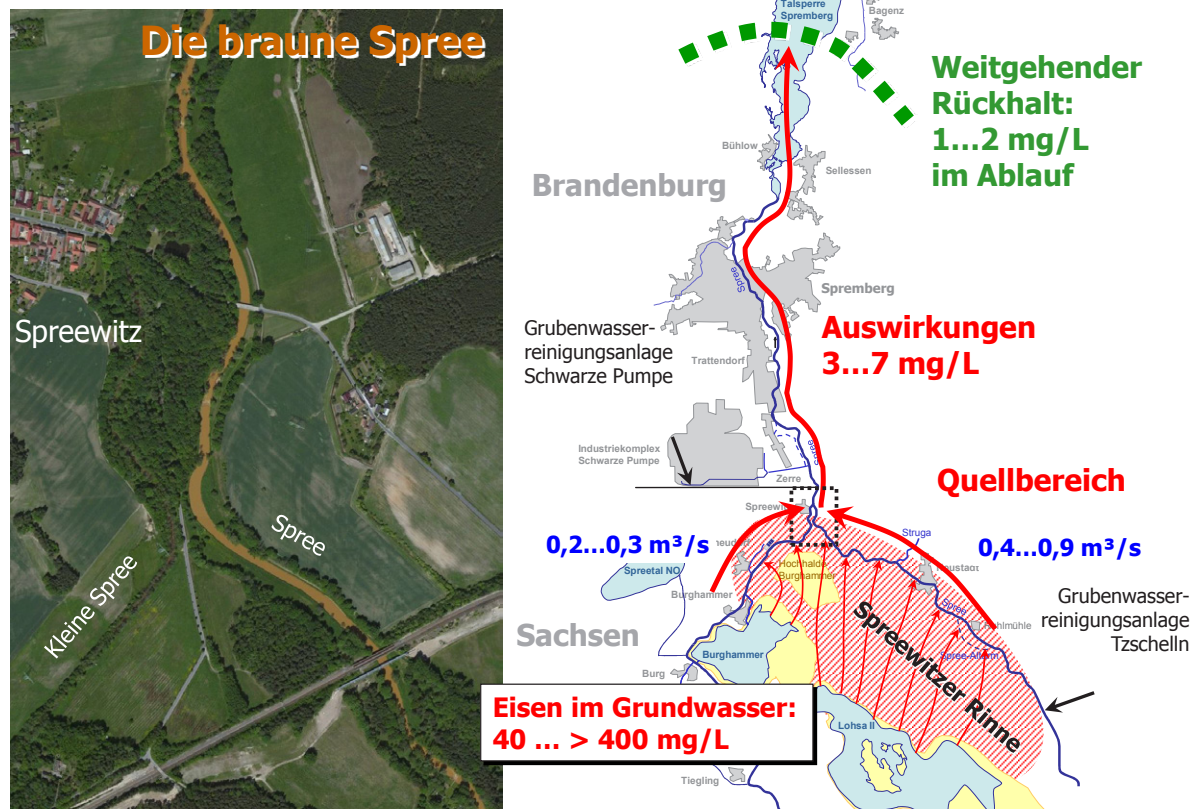 Die braune Spree
Spreewitz
Spree
Kleine Spree
Talsperre
Spremberg
Bagenz
Weitgehender
Rückhalt:
1...2 mg/L
im Ablauf
Bühlow
Sellessen
Brandenburg
Spree
Spremberg
Grubenwasser-
reinigungsanlage
Schwarze Pumpe
Auswirkungen
3...7 mg/L
Trattendorf
Industriekomplex
Schwarze Pumpe
Spree
Zerre
Quellbereich
Struga
0,2...0,3 m³/s
0,4...0,9 m³/s
Spreetal NO
Hochhalde
Burghammer
Burghammer
Grubenwasser-
reinigungsanlage
Tzschelln
Spree
Sachsen
Burghammer
Spreewitzer Rinne
Burg
Eisen im Grundwasser:
40 ... > 400 mg/L
Lohsa II
Tiegling